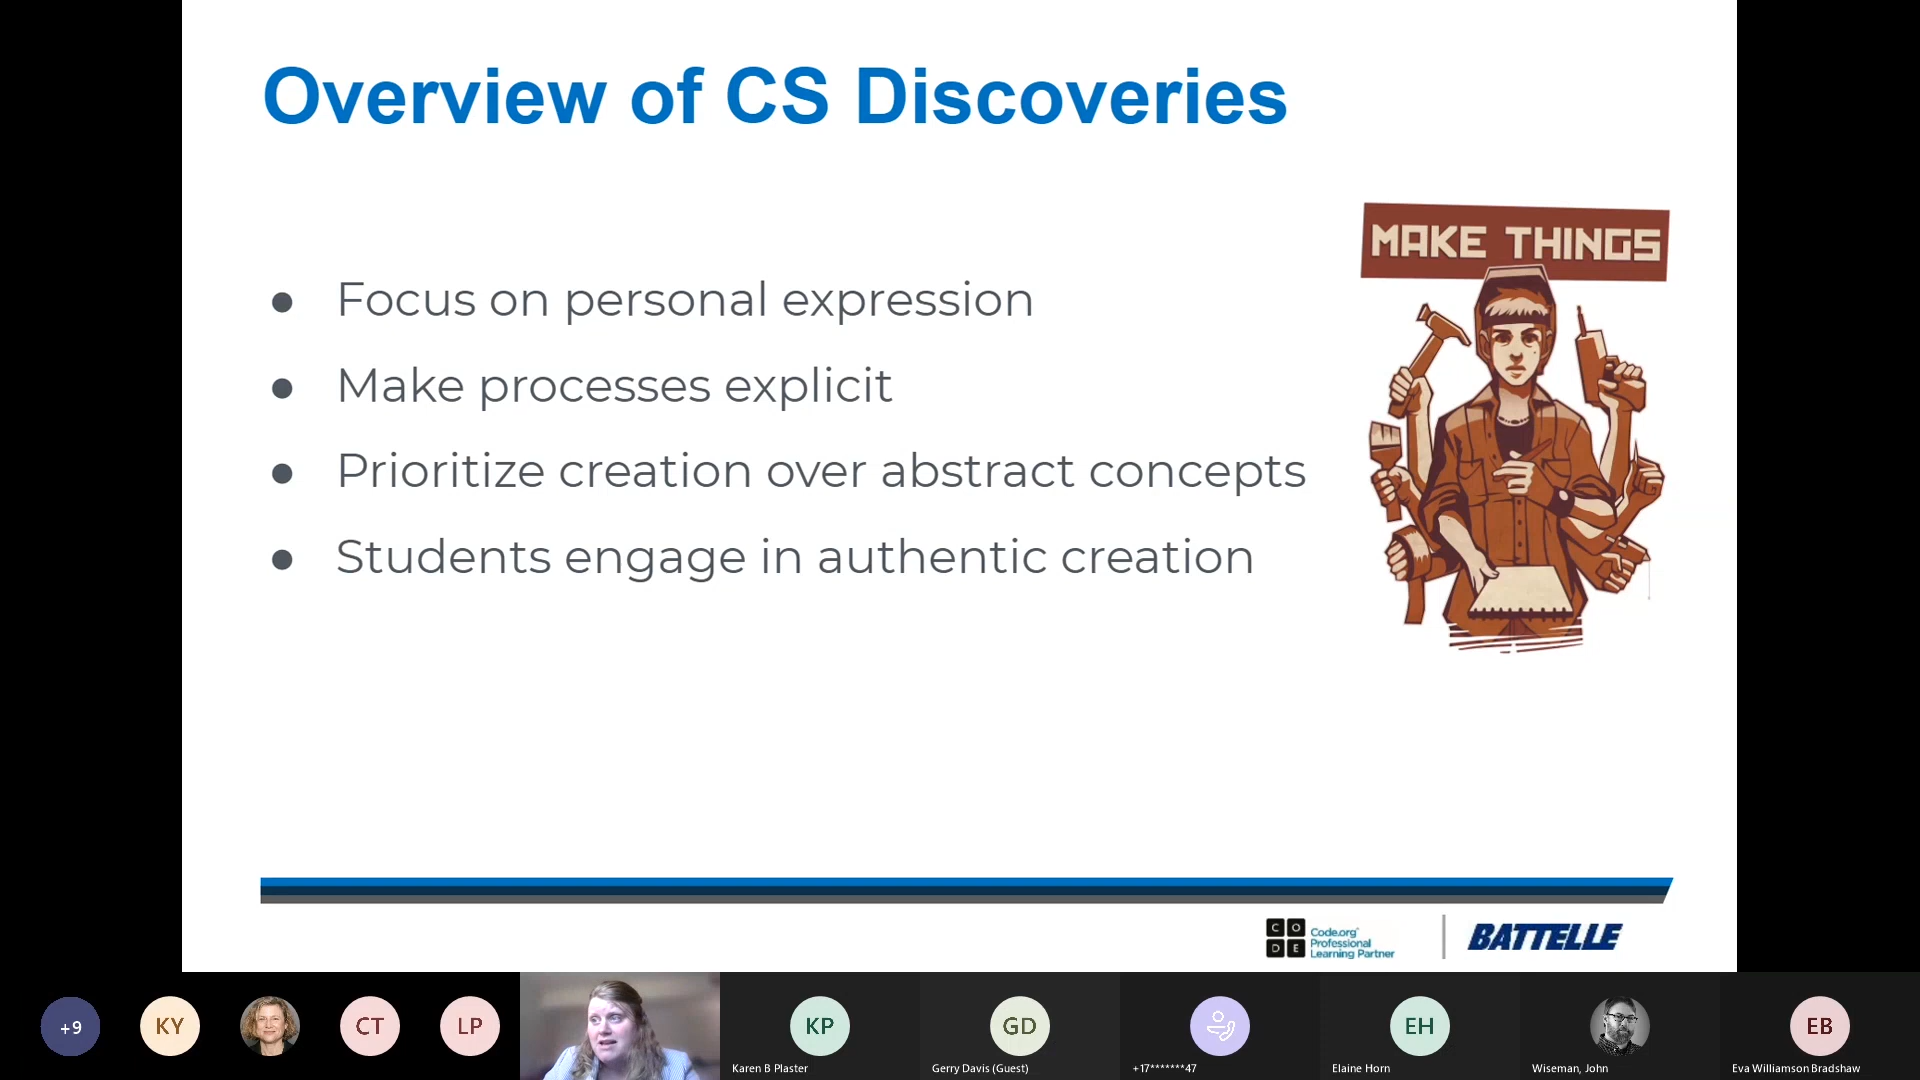 Overview of CS Discoveries
MAKE THINGS
● Focus on personal expression
● Make processes explicit
● Prioritize creation over abstract concepts
● Students engage in authentic creation
CODE
Code.org
Professional
Learning Partner
BATTELLE
+9
KY
CT
LP
KP
Karen B Plaster
GD
Gerry Davis (Guest)
+17*******47
EH
Elaine Horn
Wiseman, John
EB
Eva Williamson Bradshaw